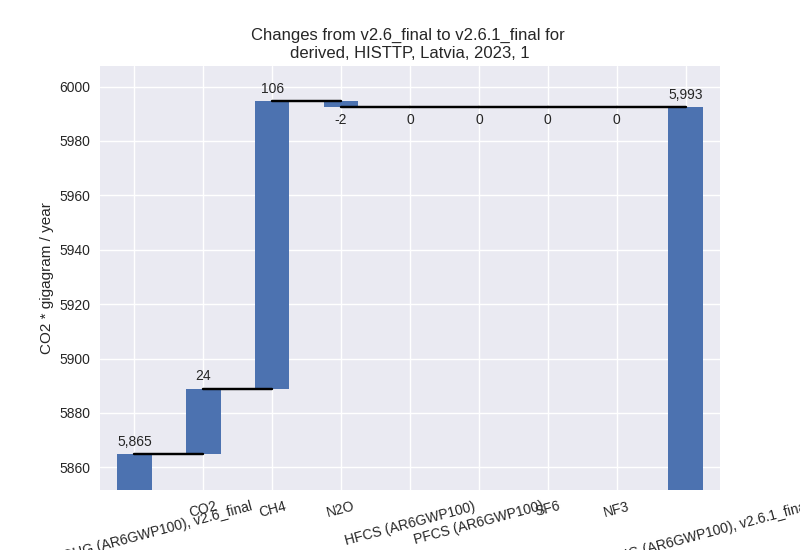 Changes from v2.6_final to v2.6.1_final for
derived, HISTTP, Latvia, 2023, 1
CO2 * gigagram / year
6000
5980
5960
5940
5920
5900
5880
5860
5,865
24
106
-2
0
0
0
0
5,993
(AR6GWP100), v2.6_final
CO2
CH4
N2O
HFCS (AR6GWP100)
PFCS (AR6GWP100)
SF6
NF3
(AR6GWP100),